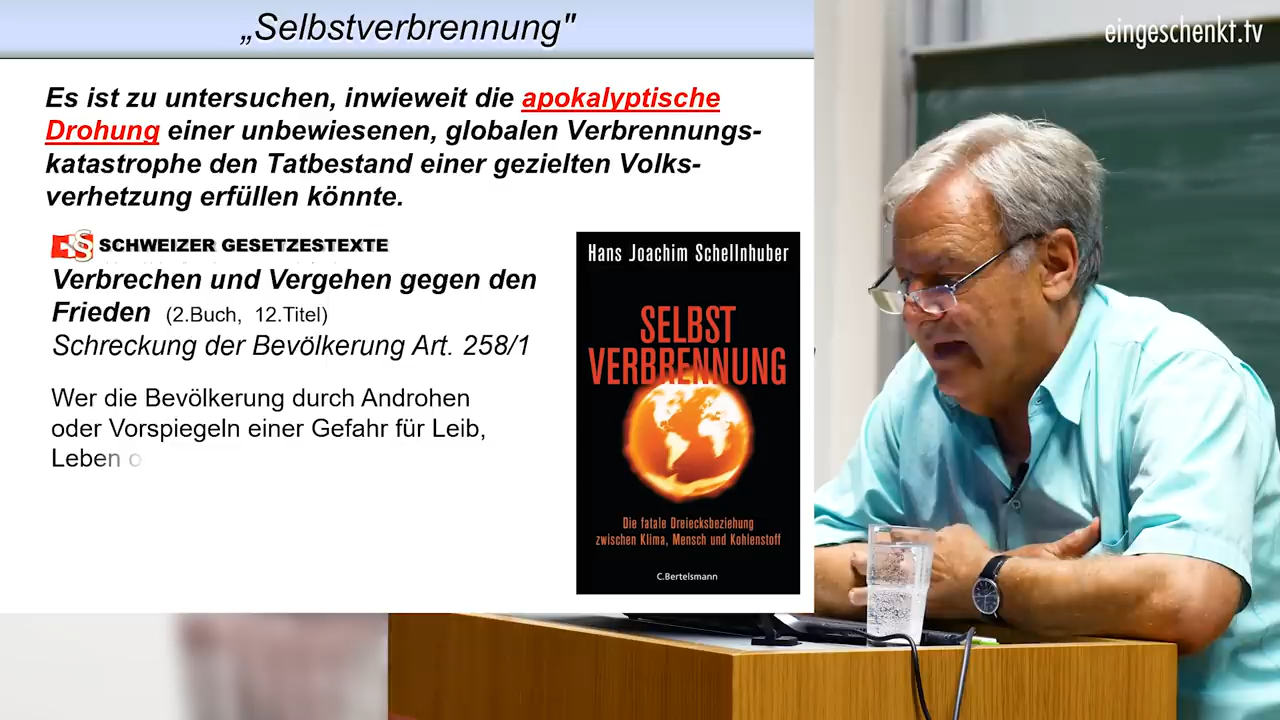 „Selbstverbrennung"
eingeschenkt.tv
Es ist zu untersuchen, inwieweit die apokalyptische
Drohung einer unbewiesenen, globalen Verbrennungs-
katastrophe den Tatbestand einer gezielten Volks-
verhetzung erfüllen könnte.
§ SCHWEIZER GESETZESTEXTE
Verbrechen und Vergehen gegen den
Frieden (2.Buch, 12.Titel)
Schreckung der Bevölkerung Art. 258/1
Wer die Bevölkerung durch Androhen
oder Vorspiegeln einer Gefahr für Leib,
Leben o
Hans Joachim Schellnhuber
SELBST
VERBRENNUNG
Die fatale Dreiecksbeziehung
zwischen Klima, Mensch und Kohlenstoff
C.Bertelsmann